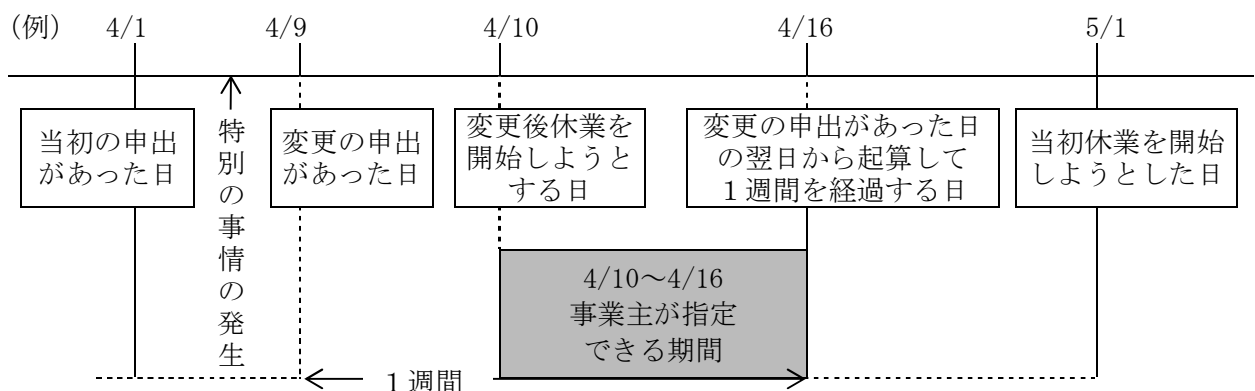 (例) 4/1 4/9 4/10 4/16 5/1
当初の申出
があった日
特別の事情の発生
変更の申出
があった日
変更後休業を
開始しようと
する日
変更の申出があった日
の翌日から起算して
１週間を経過する日
当初休業を開始
しようとした日
4/10～4/16
事業主が指定
できる期間
１週間